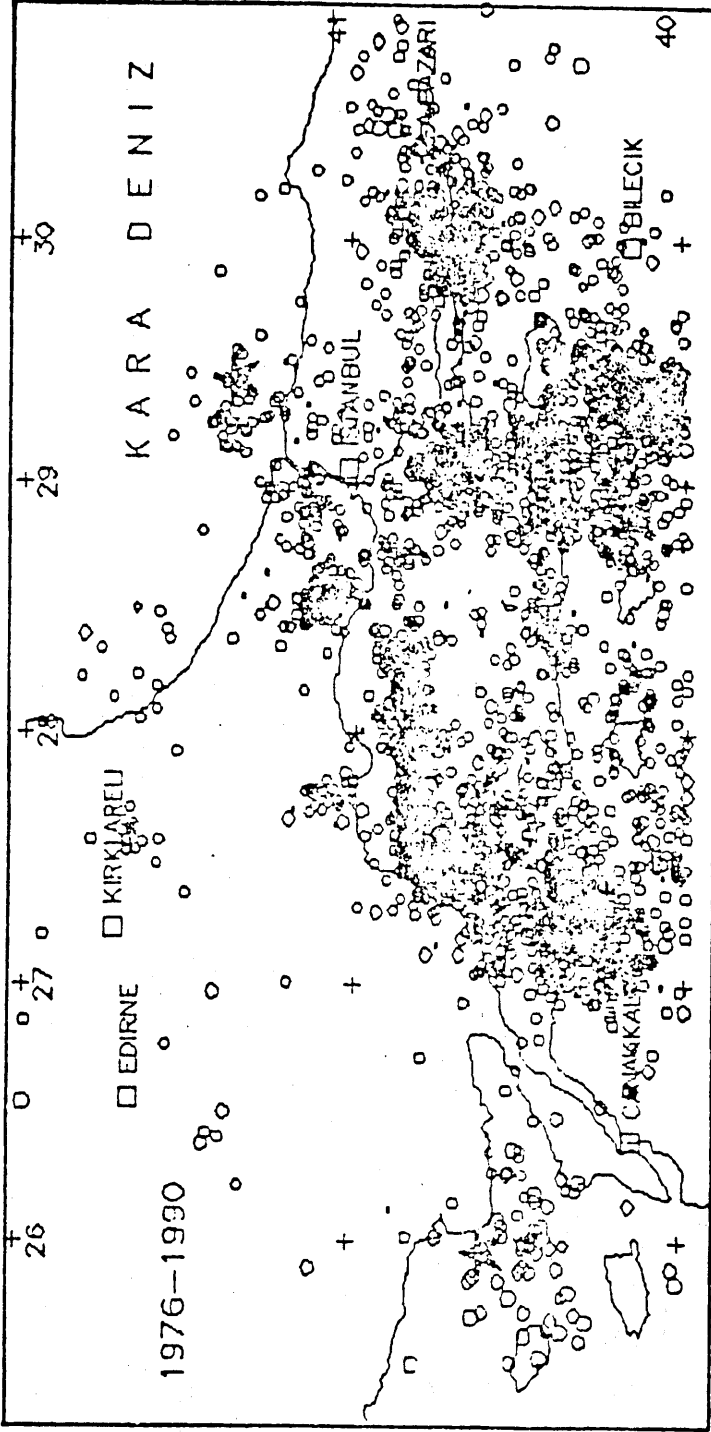 26
27
28
29
30
1976-1990
EDIRNE
KIRKLARELI
KARA DENIZ
41
ISTANBUL
BILECIK
40